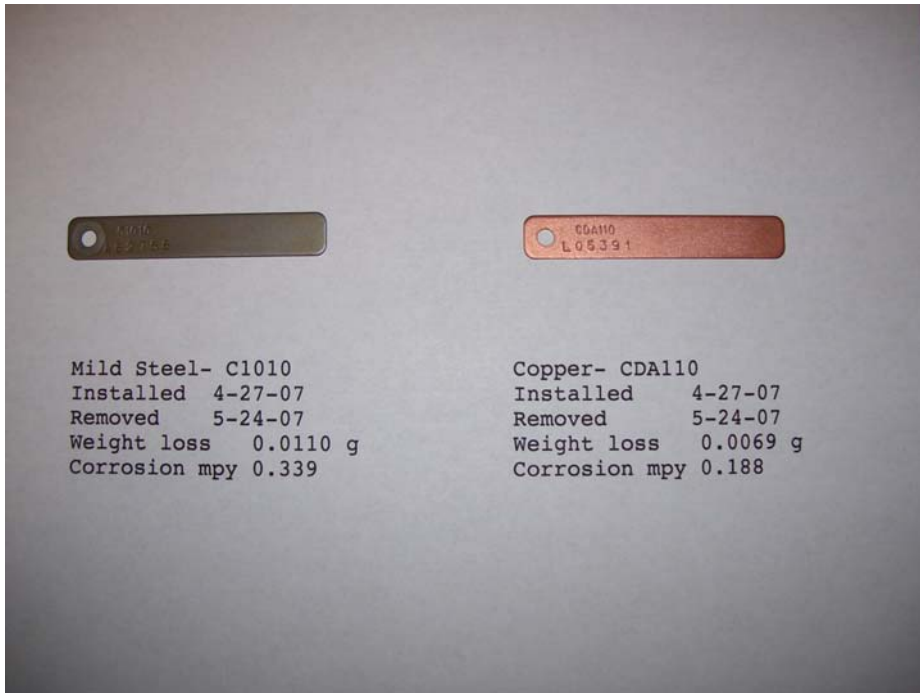 C1010
CDA110
L05391
Mild Steel- C1010
Installed 4-27-07
Removed 5-24-07
Weight loss 0.0110 g
Corrosion mpy 0.339
Copper- CDA110
Installed 4-27-07
Removed 5-24-07
Weight loss 0.0069 g
Corrosion mpy 0.188